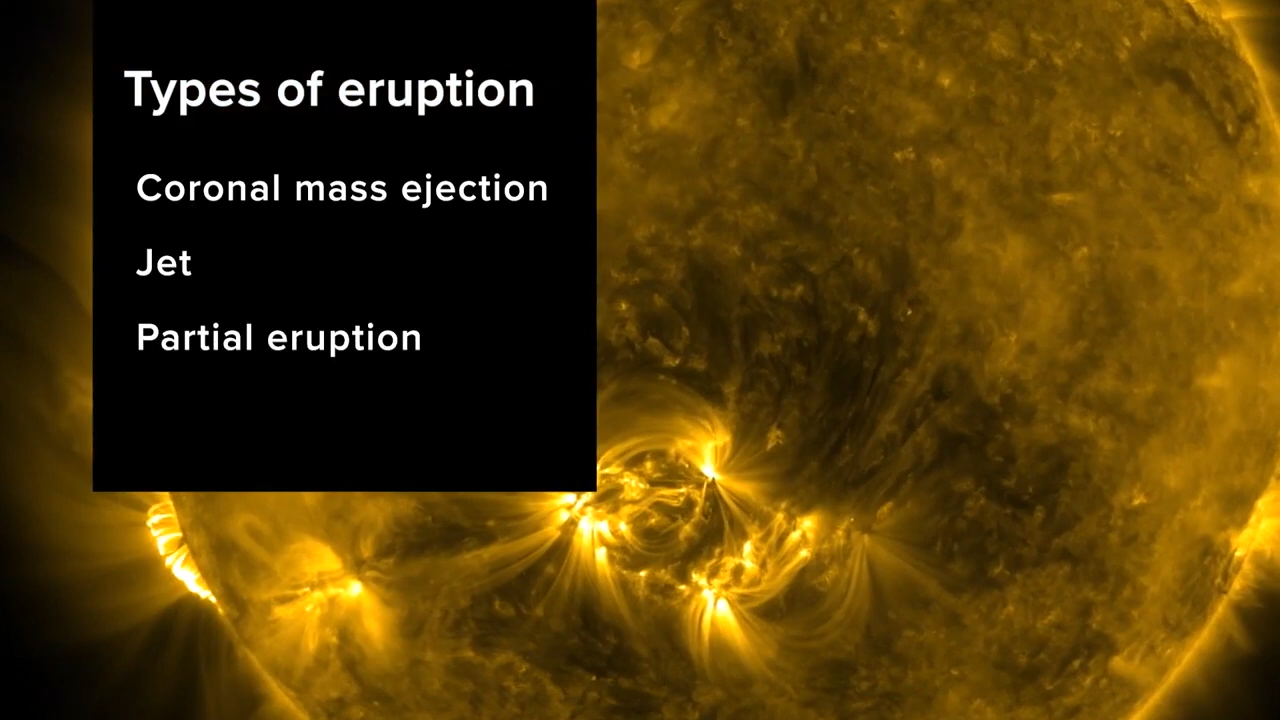 Types of eruption
Coronal mass ejection
Jet
Partial eruption